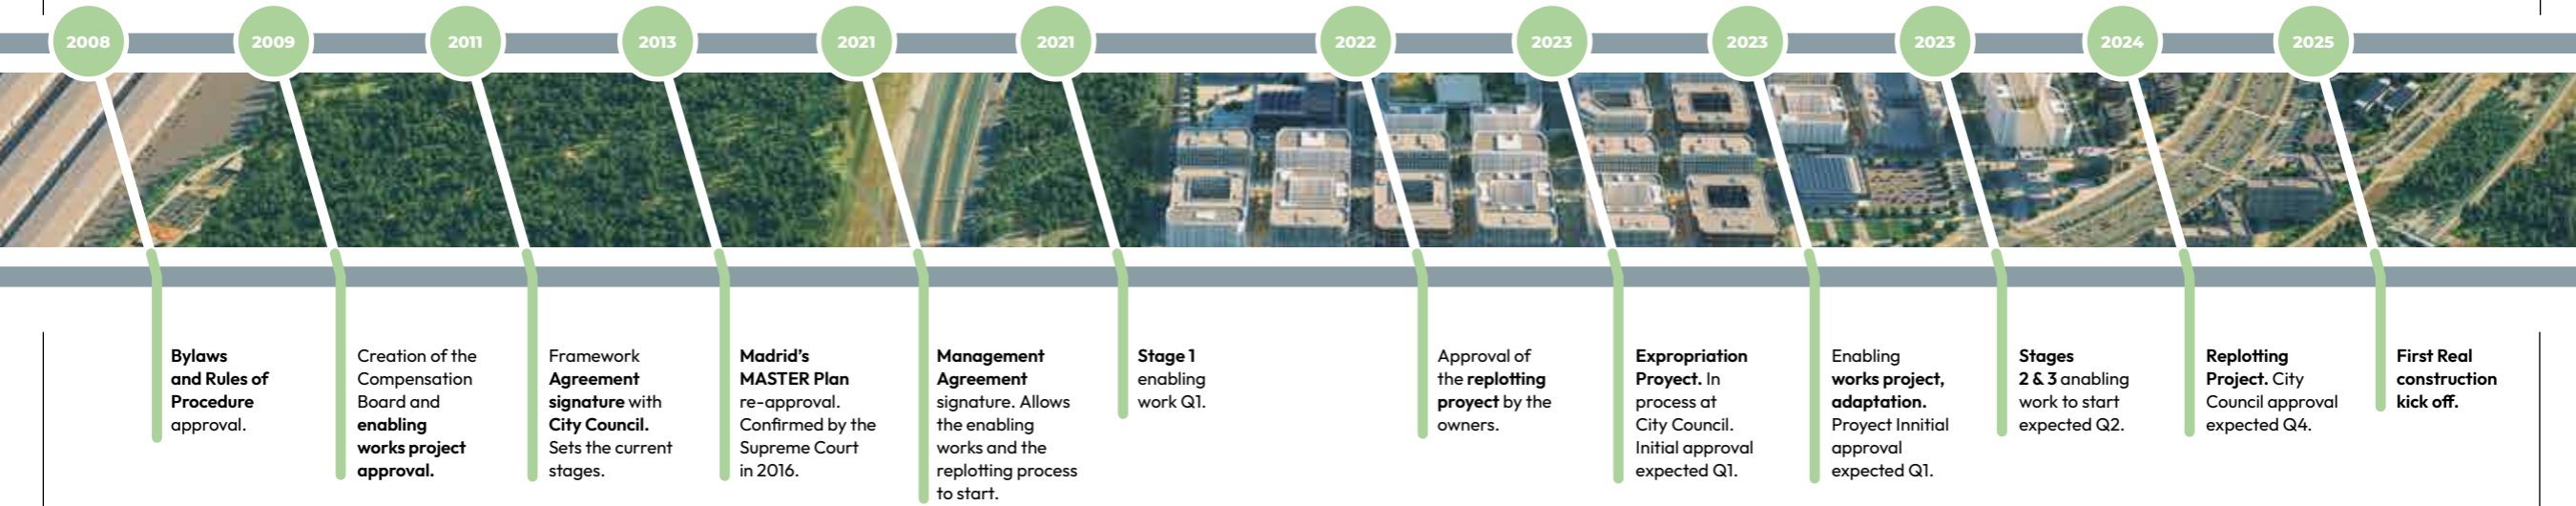 2008
2009
2011
2013
2021
2021
2022
2023
2023
2023
2024
2025
Bylaws
and Rules of
Procedure
approval.
Creation of the
Compensation
Board and
enabling
works project
approval.
Framework
Agreement
signature with
City Council.
Sets the current
stages.
Madrid’s
MASTER Plan
re-approval.
Confirmed by the
Supreme Court
in 2016.
Management
Agreement
signature. Allows
the enabling
works and the
replotting process
to start.
Stage 1
enabling
work Q1.
Approval of
the replotting
proyect by the
owners.
Expropriation
Proyect. In
process at
City Council.
Initial approval
expected Q1.
Enabling
works project,
adaptation.
Proyect Innitial
approval
expected Q1.
Stages
2 & 3 anabling
work to start
expected Q2.
Replotting
Project. City
Council approval
expected Q4.
First Real
construction
kick off.